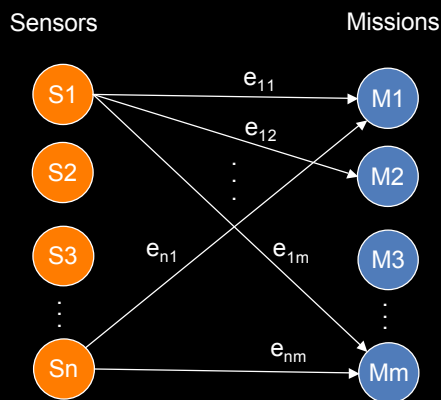 Sensors Missions
S1 e₁₁ M1
e₁₂
S2 M2
S3 M3
eₙ₁ e₁ₘ
Sn eₙₘ Mm